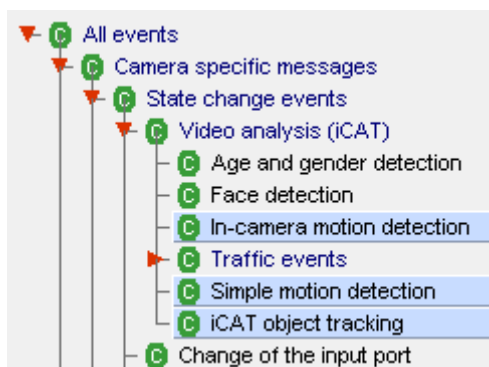 All events
Camera specific messages
State change events
Video analysis (iCAT)
Age and gender detection
Face detection
In-camera motion detection
Traffic events
Simple motion detection
iCAT object tracking
Change of the input port